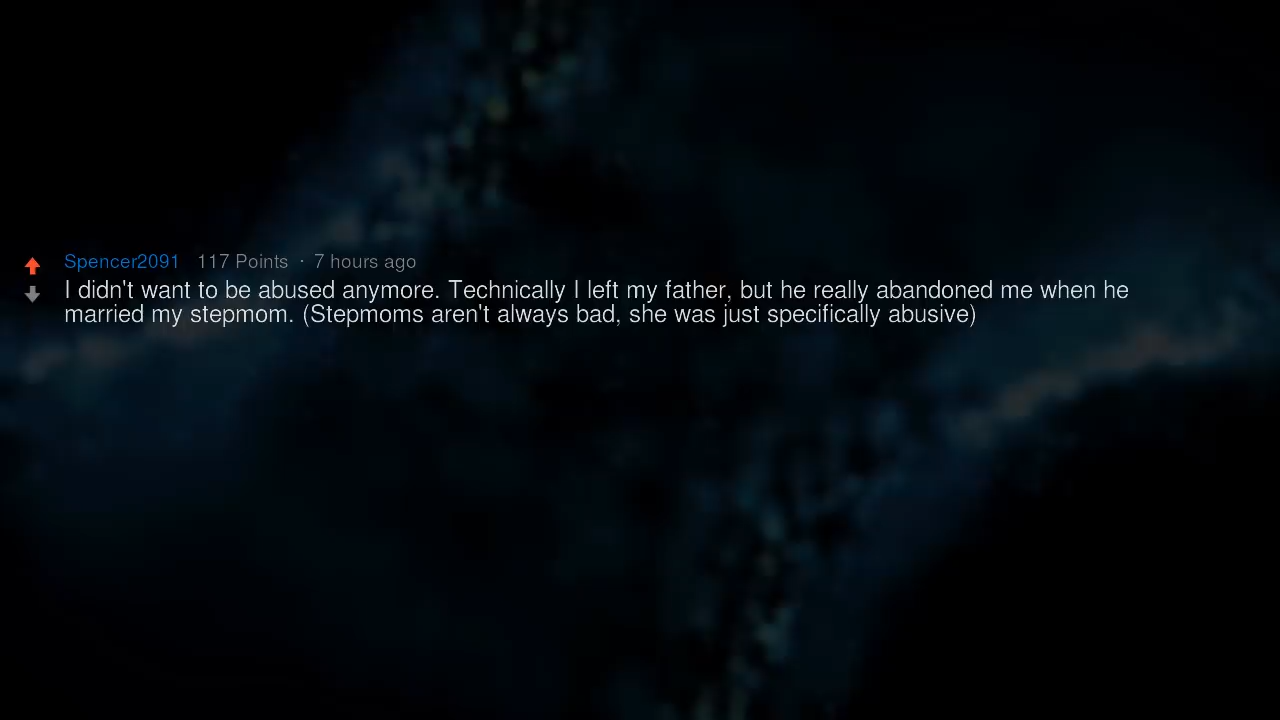 Spencer2091 117 Points · 7 hours ago
I didn't want to be abused anymore. Technically I left my father, but he really abandoned me when he
married my stepmom. (Stepmoms aren't always bad, she was just specifically abusive)